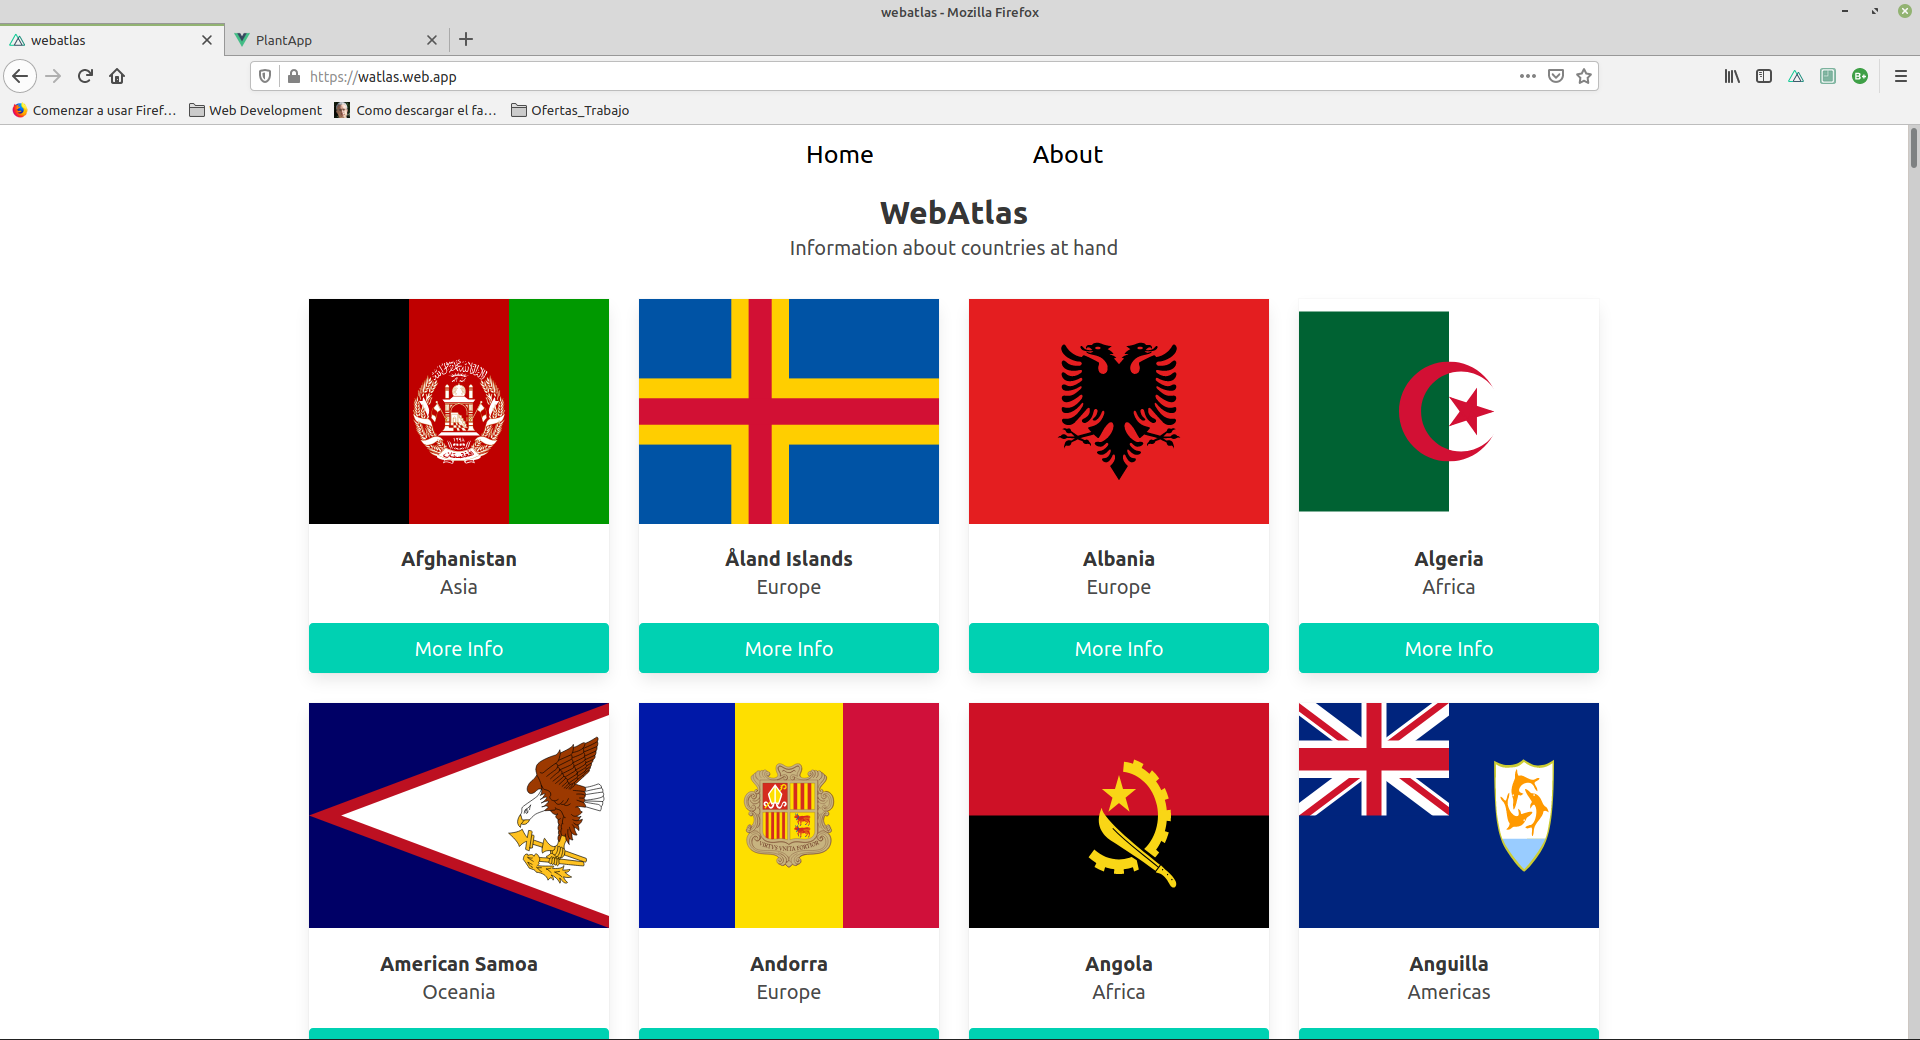 webatlas - Mozilla Firefox
webatlas
PlantApp
https://watlas.web.app
Comenzar a usar Firef…
Web Development
Como descargar el fa…
Ofertas_Trabajo
Home
About
WebAtlas
Information about countries at hand
Afghanistan
Asia
More Info
Åland Islands
Europe
More Info
Albania
Europe
More Info
Algeria
Africa
More Info
American Samoa
Oceania
Andorra
Europe
Angola
Africa
Anguilla
Americas